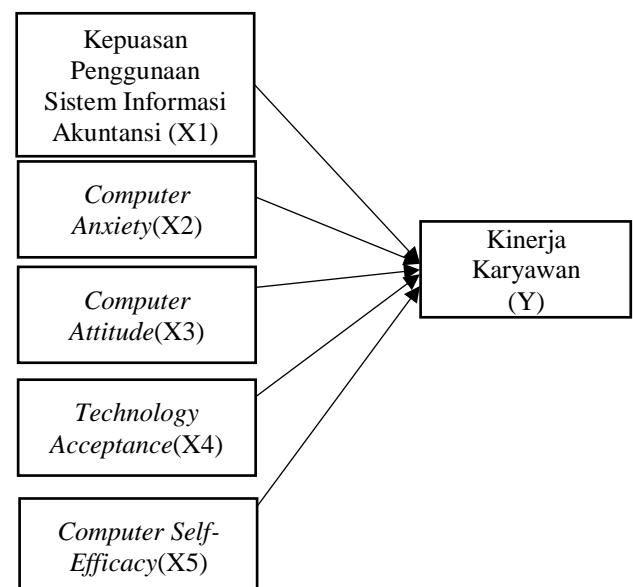 Kepuasan
Penggunaan
Sistem Informasi
Akuntansi (X1)
Computer
Anxiety(X2)
Computer
Attitude(X3)
Technology
Acceptance(X4)
Computer Self-
Efficacy(X5)
Kinerja
Karyawan
(Y)